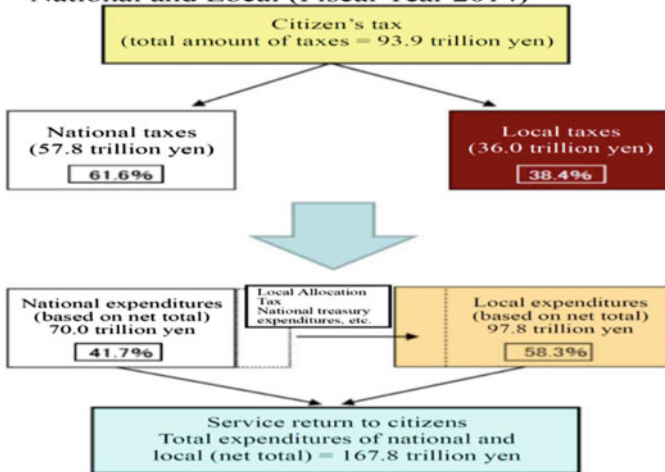 National and Local (Fiscal Year 2014)
Citizen's tax
(total amount of taxes = 93.9 trillion yen)
National taxes
(57.8 trillion yen)
61.6%
Local taxes
(36.0 trillion yen)
38.4%
National expenditures
(based on net total)
70.0 trillion yen
41.7%
Local Allocation
Tax
National treasury
expenditures, etc.
Local expenditures
(based on net total)
97.8 trillion yen
58.3%
Service return to citizens
Total expenditures of national and
local (net total) = 167.8 trillion yen